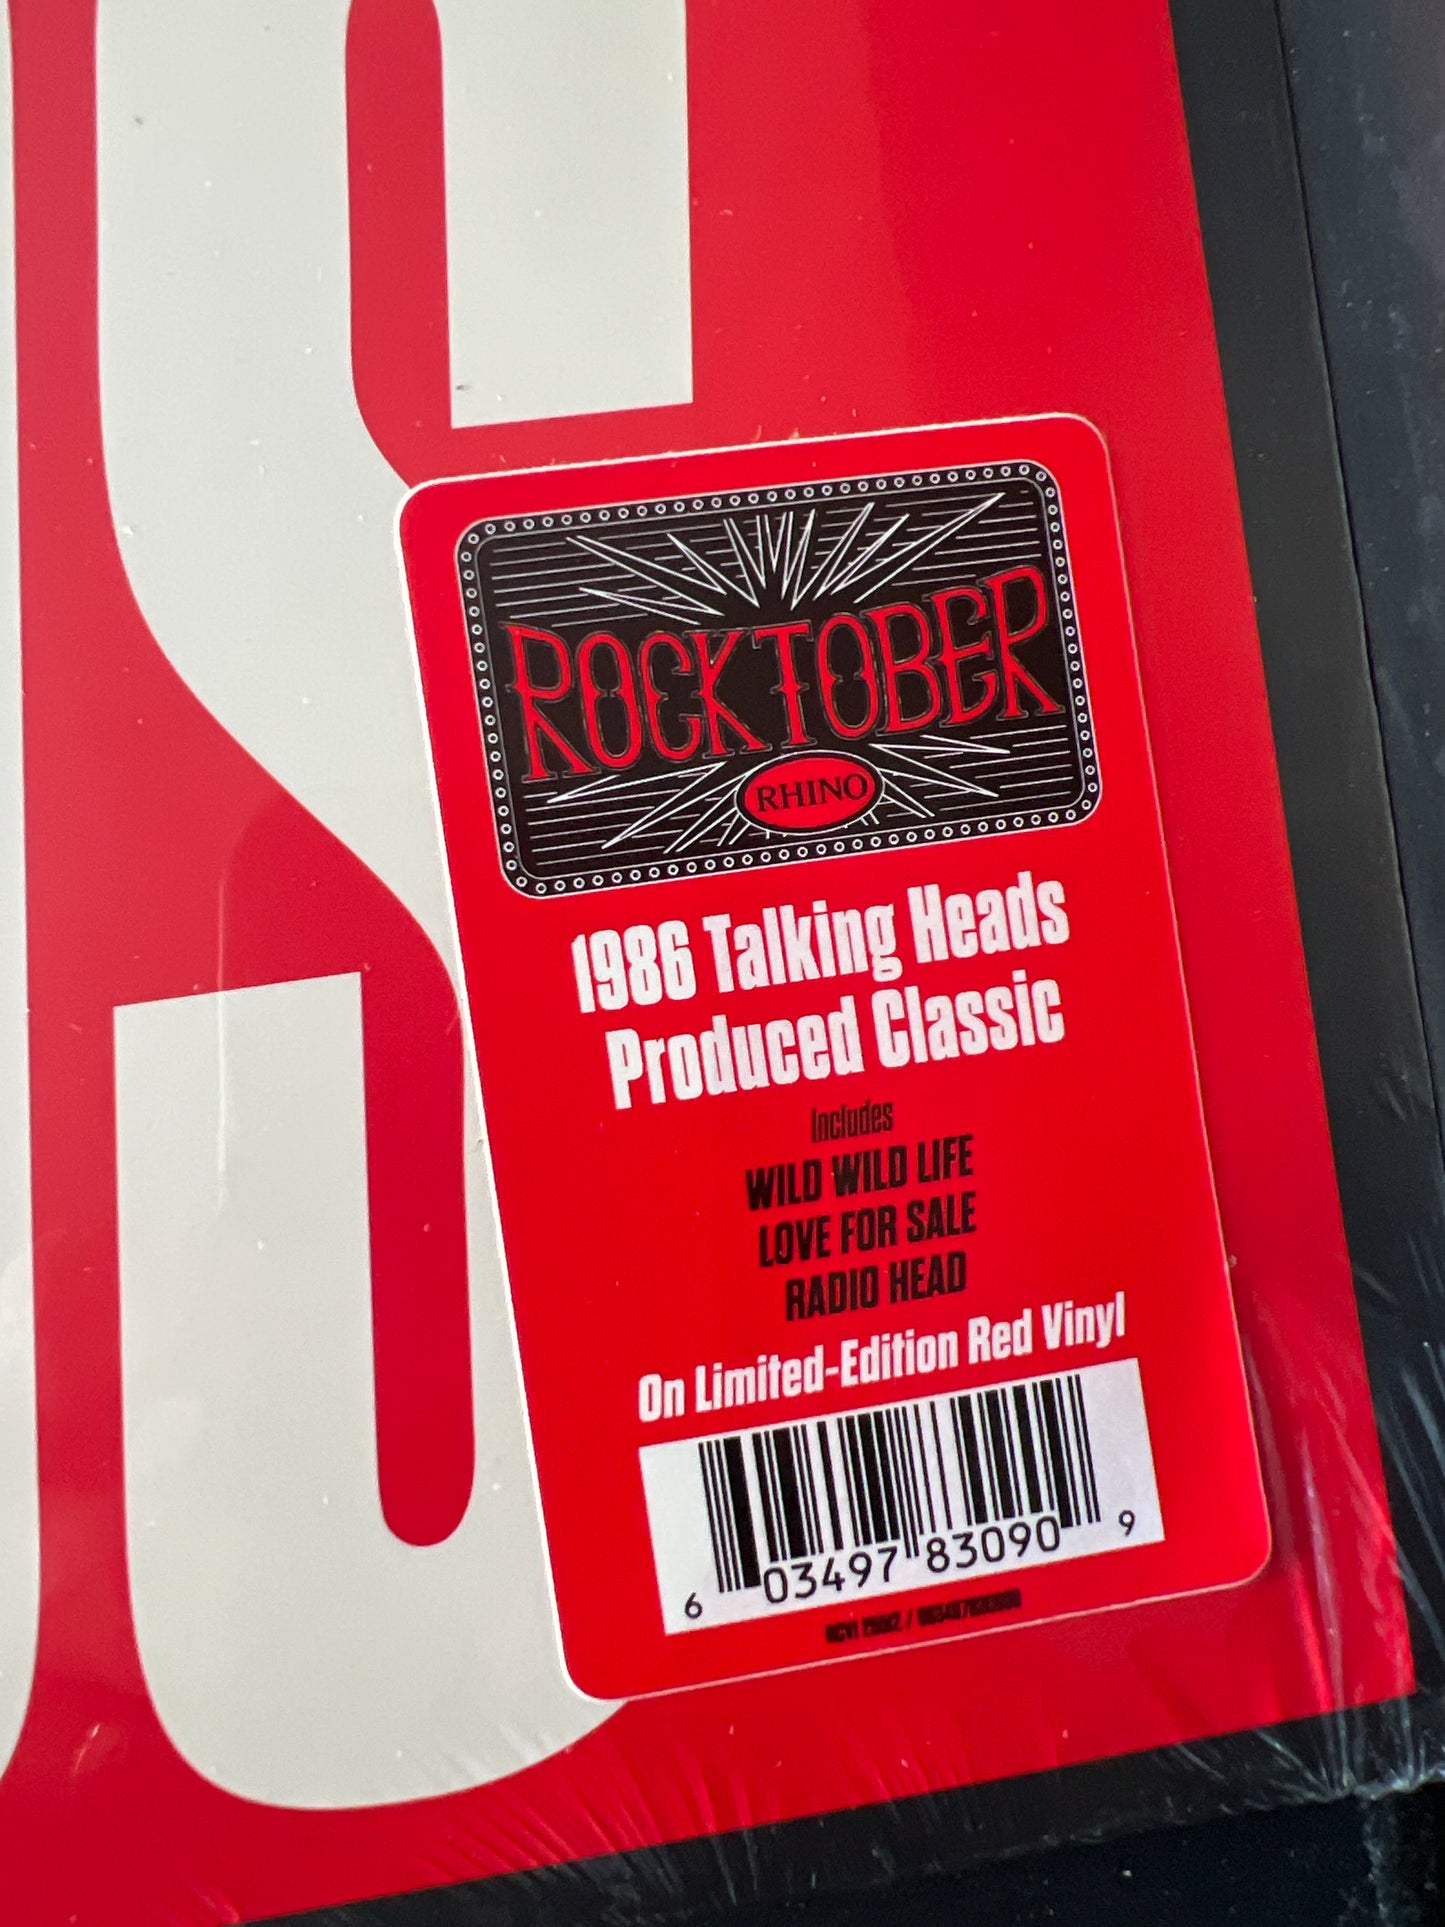 S
ROCKTOBER
RHINO
1986 Talking Heads
Produced Classic
Includes
WILD WILD LIFE
LOVE FOR SALE
RADIO HEAD
On Limited-Edition Red Vinyl
6 03497 83090 9